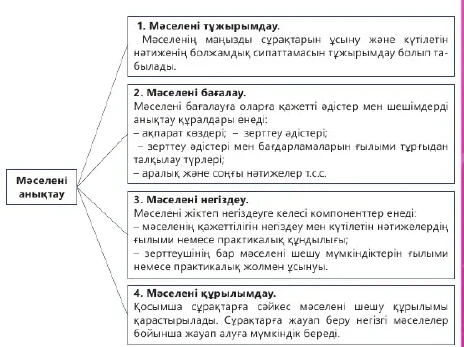 1. Мәселені тұжырымдау.
Мәселенің маңызды сұрақтарын ұсыну және күтілетін
нәтиженің болжамдық сипаттамасын тұжырымдау болып та-
былады.
2. Мәселені бағалау.
Мәселені бағалауға оларға қажетті әдістер мен шешімдерді
анықтау құралдары енеді:
– ақпарат көздері; – зерттеу әдістері;
– зерттеу әдістері мен бағдарламаларын ғылыми тұрғыдан
талқылау түрлері;
– аралық және соңғы нәтижелер т.с.с.
Мәселені
анықтау
3. Мәселені негіздеу.
Мәселені жіктеп негіздеуге келесі компоненттер енеді:
– мәселенің қажеттілігін негіздеу мен күтілетін нәтижелердің
ғылыми немесе практикалық құндылығы;
– зерттеушінің бар мәселені шешу мүмкіндіктерін ғылыми
немесе практикалық жолмен ұсынуы.
4. Мәселені құрылымдау.
Қосымша сұрақтарға сәйкес мәселені шешу құрылымы
қарастырылады. Сұрақтарға жауап беру негізгі мәселелер
бойынша жауап алуға мүмкіндік береді.